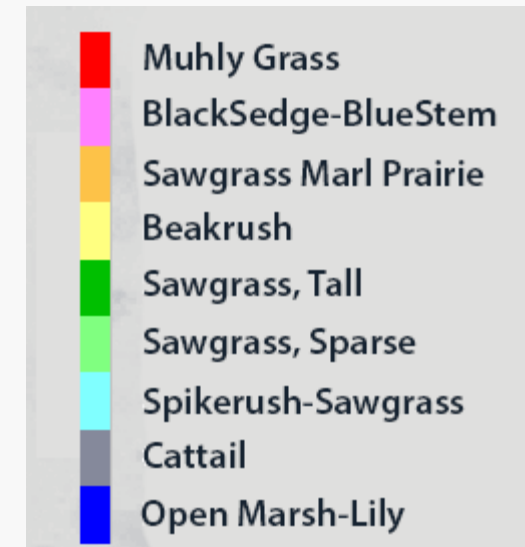 Muhly Grass
BlackSedge-BlueStem
Sawgrass Marl Prairie
Beakrush
Sawgrass, Tall
Sawgrass, Sparse
Spikerush-Sawgrass
Cattail
Open Marsh-Lily